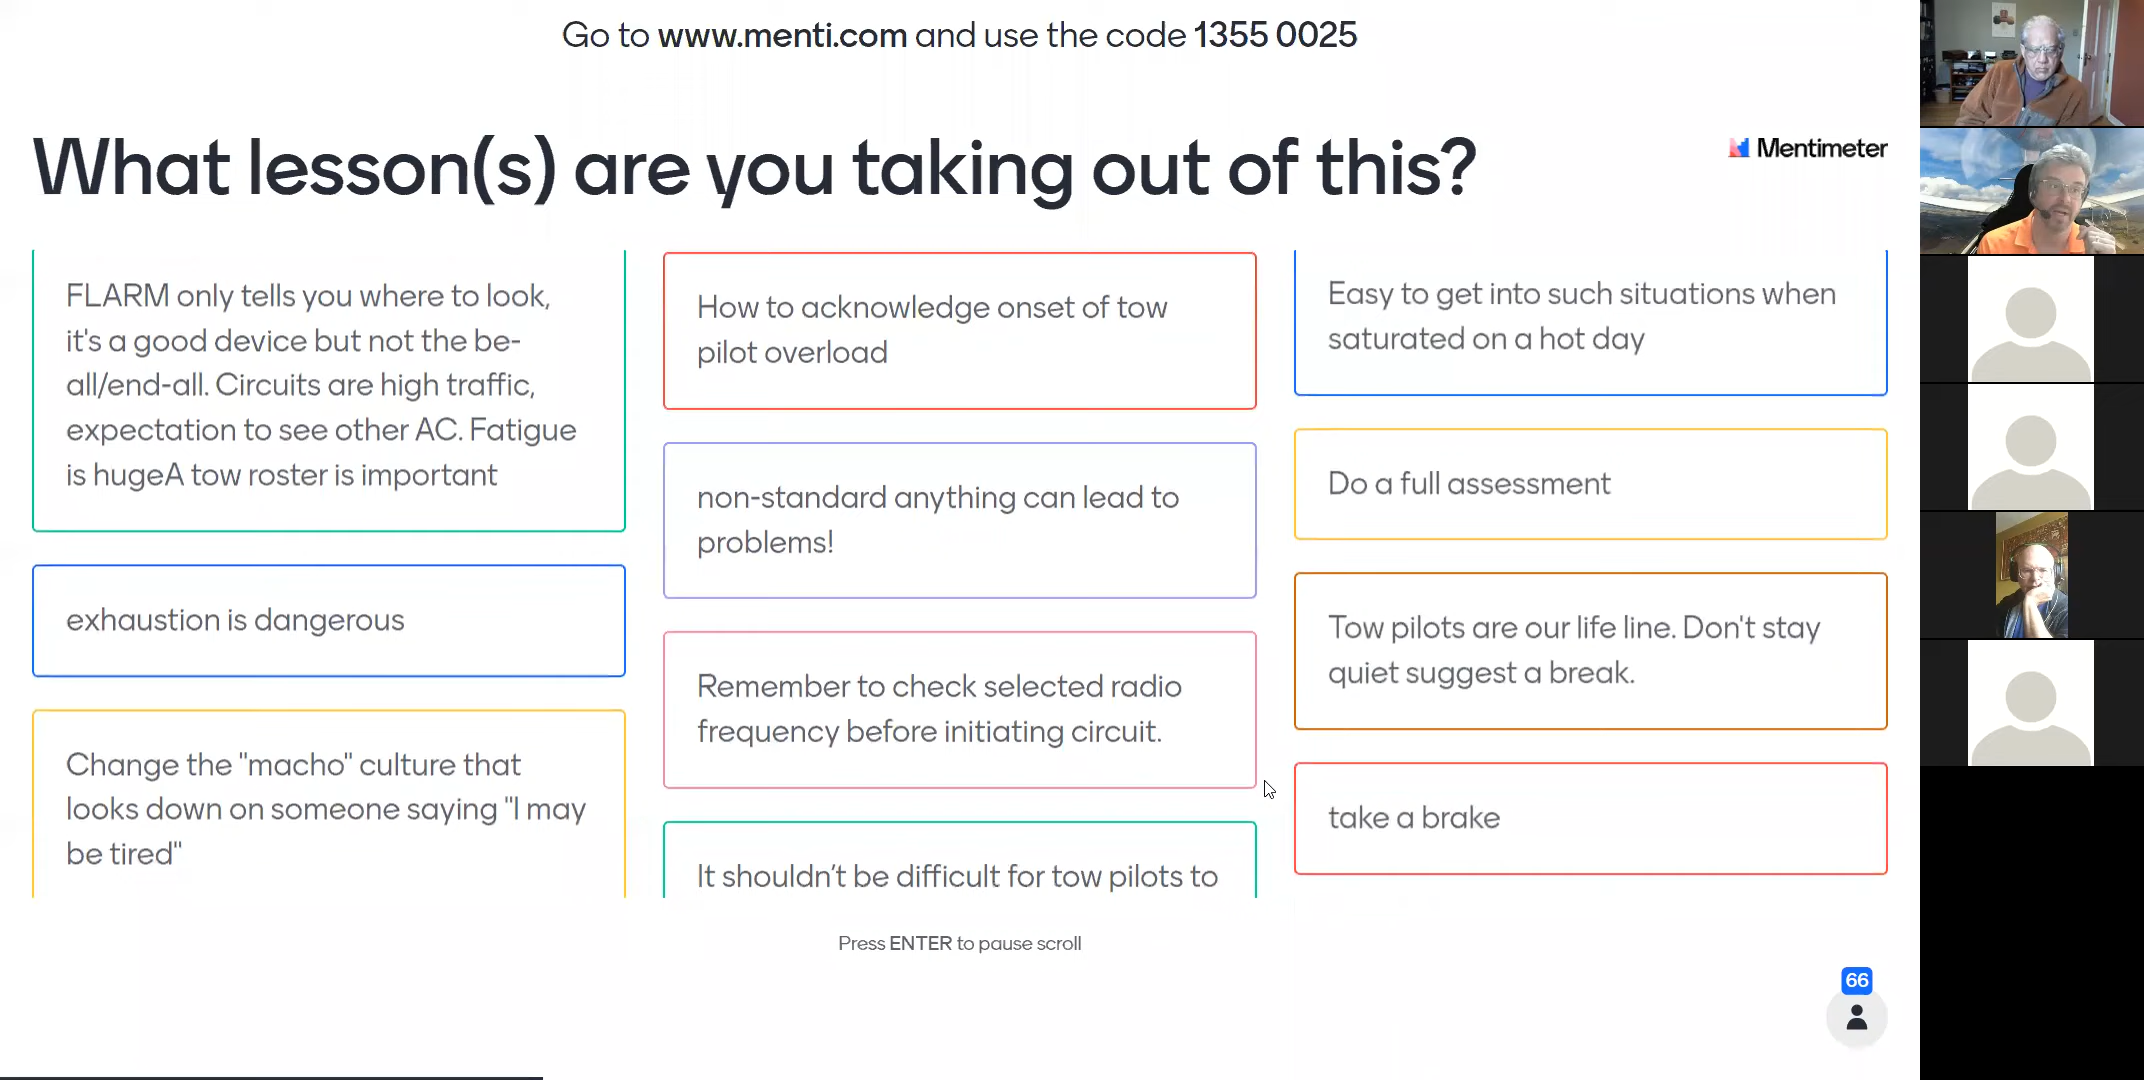 Go to www.menti.com and use the code 1355 0025
What lesson(s) are you taking out of this?
Mentimeter
FLARM only tells you where to look,
it's a good device but not the be-
all/end-all. Circuits are high traffic,
expectation to see other AC. Fatigue
is hugeA tow roster is important
exhaustion is dangerous
Change the "macho" culture that
looks down on someone saying "I may
be tired"
How to acknowledge onset of tow
pilot overload
non-standard anything can lead to
problems!
Remember to check selected radio
frequency before initiating circuit.
It shouldn't be difficult for tow pilots to
Easy to get into such situations when
saturated on a hot day
Do a full assessment
Tow pilots are our life line. Don't stay
quiet suggest a break.
take a brake
Press ENTER to pause scroll
66